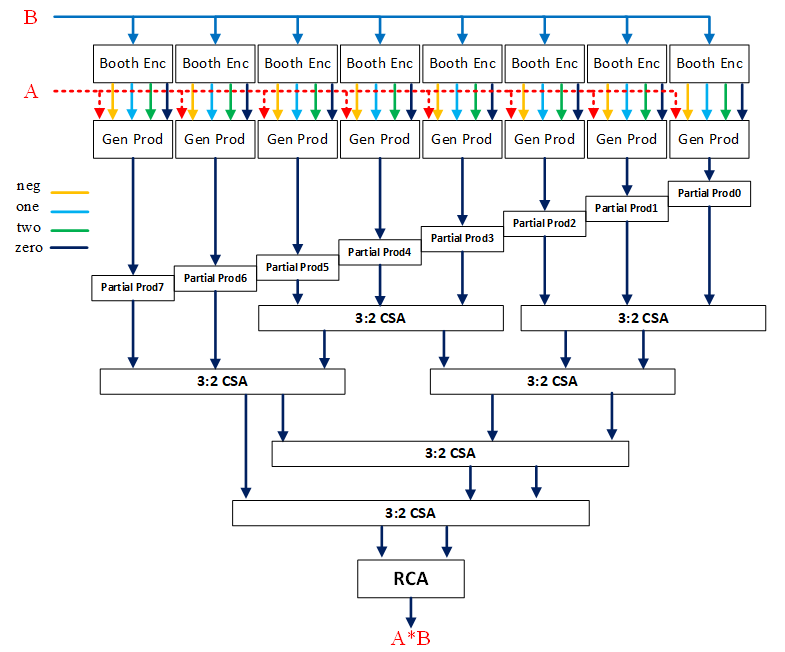 B
Booth Enc Booth Enc Booth Enc Booth Enc Booth Enc Booth Enc Booth Enc Booth Enc
A
Gen Prod Gen Prod Gen Prod Gen Prod Gen Prod Gen Prod Gen Prod Gen Prod
neg
one
two
zero
Partial Prod0
Partial Prod1
Partial Prod2
Partial Prod3
Partial Prod4
Partial Prod5
Partial Prod6
Partial Prod7
3:2 CSA 3:2 CSA
3:2 CSA 3:2 CSA
3:2 CSA
3:2 CSA
RCA
A*B